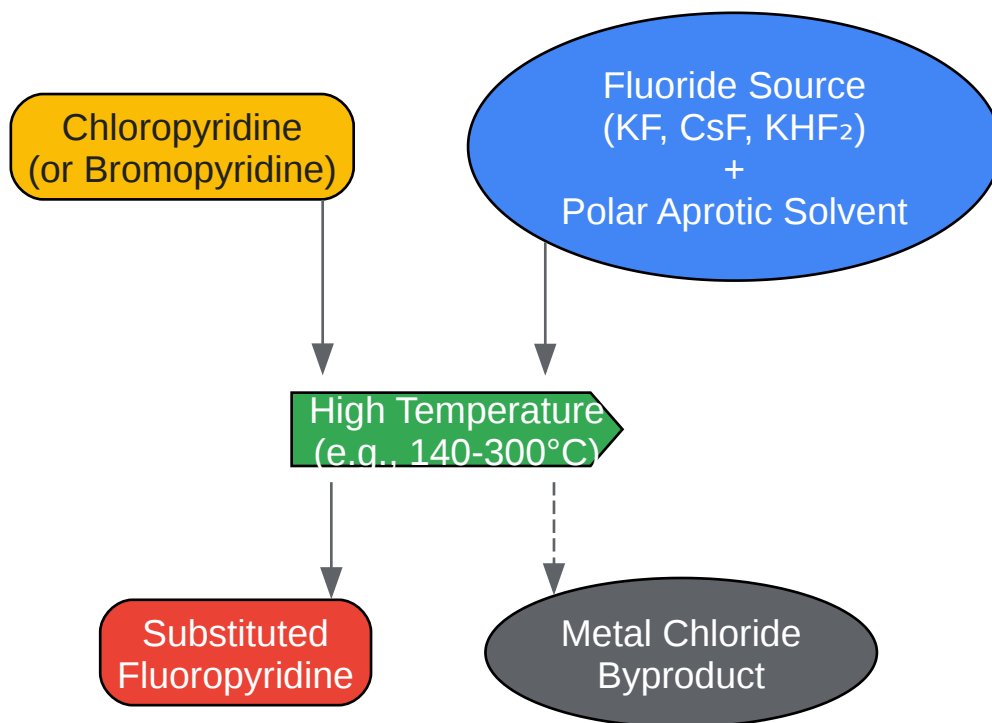 Chloropyridine
(or Bromopyridine)
Fluoride Source
(KF, CsF, KHF₂)
+
Polar Aprotic Solvent
High Temperature
(e.g., 140-300°C)
Substituted
Fluoropyridine
Metal Chloride
Byproduct